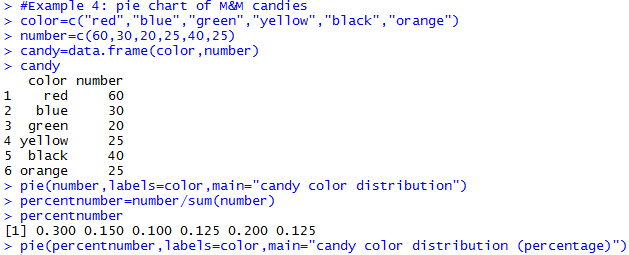 > #Example 4: pie chart of M&M candies
> color=c("red","blue","green","yellow","black","orange")
> number=c(60,30,20,25,40,25)
> candy=data.frame(color,number)
> candy
   color number
1    red     60
2   blue     30
3  green     20
4 yellow     25
5  black     40
6 orange     25
> pie(number,labels=color,main="candy color distribution")
> percentnumber=number/sum(number)
> percentnumber
[1] 0.300 0.150 0.100 0.125 0.200 0.125
> pie(percentnumber,labels=color,main="candy color distribution (percentage)")